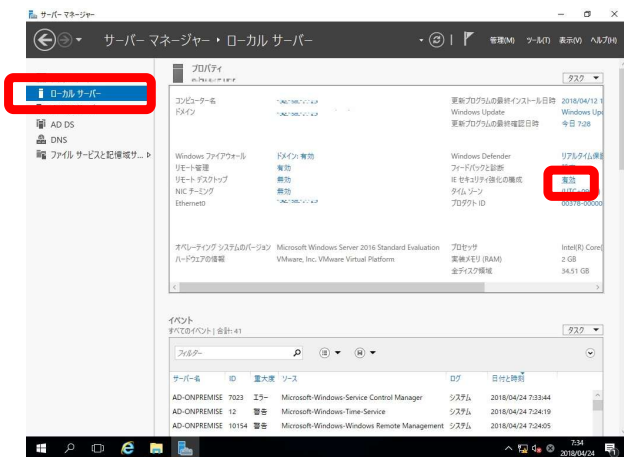 サーバー マネージャー
サーバー マネージャー • ローカル サーバー
管理(M) ツール(T) 表示(V) ヘルプ(H)
ローカル サーバー
AD DS
DNS
ファイル サービスと記憶域サ...
プロパティ
タスク
コンピューター名
ドメイン
更新プログラムの最終インストール日時 2018/04/12 1
Windows Update Windows Up
更新プログラムの最終確認日時 今日 7:28
Windows ファイアウォール ドメイン: 有効
リモート管理 有効
リモート デスクトップ 無効
NIC チーミング 無効
Ethernet0
Windows Defender リアルタイム保
フィードバックと診断
IE セキュリティ強化の構成 有効
タイム ゾーン
プロダクト ID 00378-00000
オペレーティング システムのバージョン Microsoft Windows Server 2016 Standard Evaluation
ハードウェアの情報 VMware, Inc. VMware Virtual Platform
プロセッサ Intel(R) Core(
実装メモリ (RAM) 2 GB
全ディスク領域 34.51 GB
イベント
すべてのイベント | 合計: 41
タスク
フィルター
サーバー名 ID 重大度 ソース ログ 日付と時刻
AD-ONPREMISE 7023 エラー Microsoft-Windows-Service Control Manager システム 2018/04/24 7:33:44
AD-ONPREMISE 12 警告 Microsoft-Windows-Time-Service システム 2018/04/24 7:24:19
AD-ONPREMISE 10154 警告 Microsoft-Windows-Windows Remote Management システム 2018/04/24 7:24:05
7:34
2018/04/24